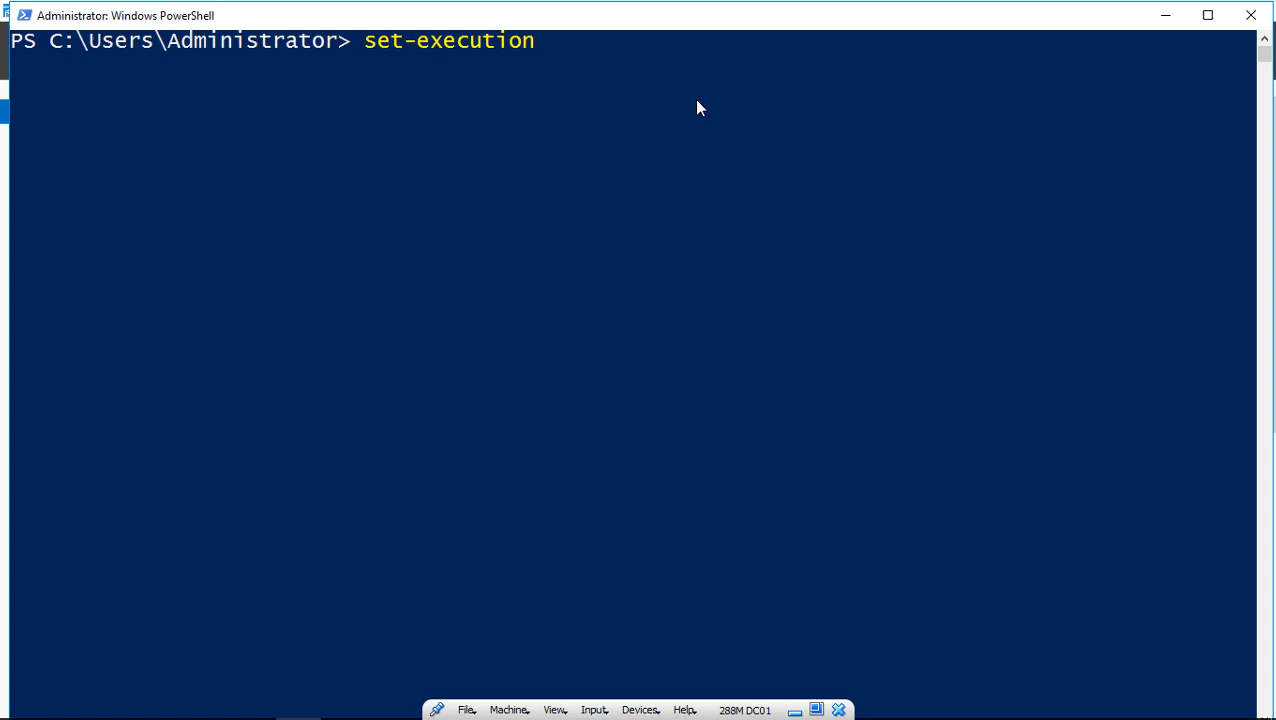 Administrator: Windows PowerShell
PS C:\Users\Administrator> set-execution
File Machine View Input Devices Help 288M DC01